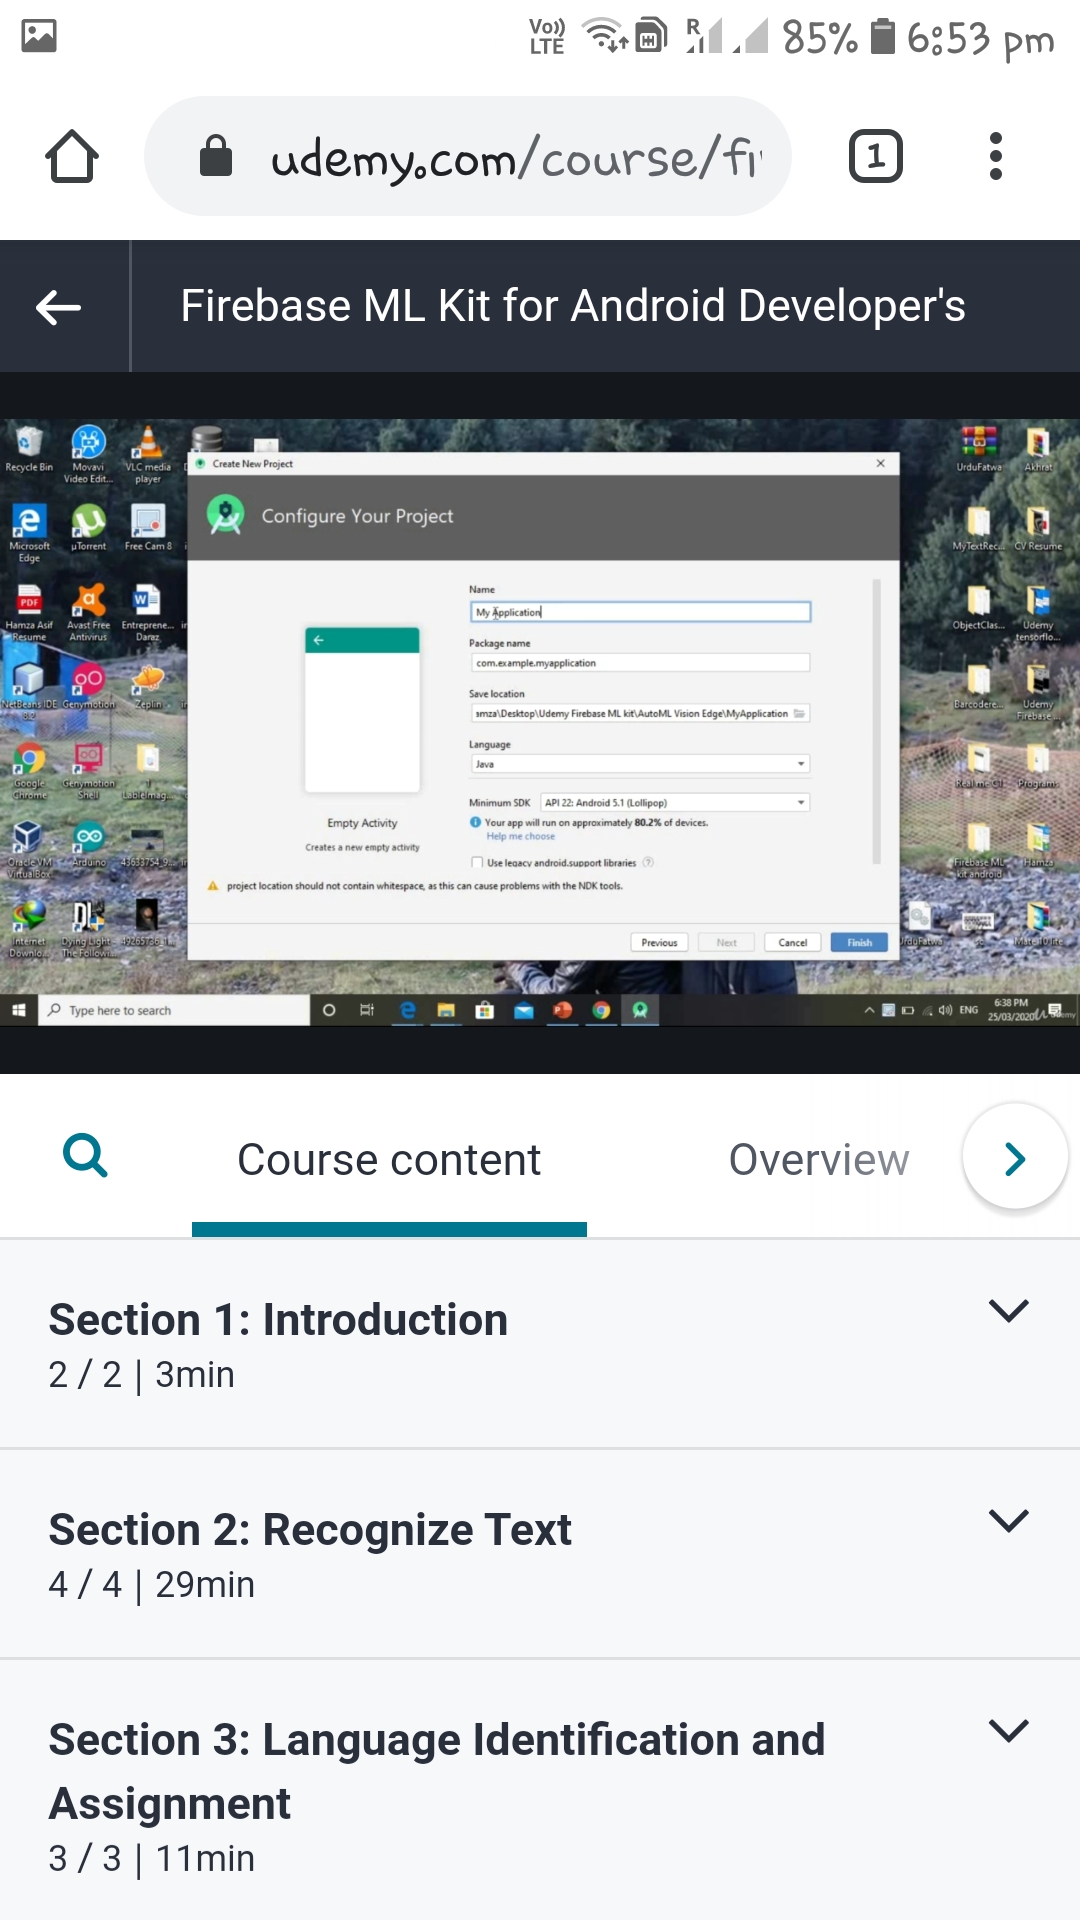 Vo)) LTE R 85% 6:53 pm
udemy.com/course/fi
1
Firebase ML Kit for Android Developer's
Recycle Bin
Movavi Video Edit...
VLC media player
UrduFatwa
Akhrat
Create New Project
Configure Your Project
Microsoft Edge
µTorrent
Free Cam 8
MyTextRec...
CV Resume
Name
My Application
Package name
com.example.myapplication
Save location
amza\Desktop\Udemy Firebase ML kit\AutoML Vision Edge\MyApplication
Language
Java
Minimum SDK API 22: Android 5.1 (Lollipop)
Your app will run on approximately 80.2% of devices.
Help me choose
Use legacy android.support libraries
Empty Activity
Creates a new empty activity
project location should not contain whitespace, as this can cause problems with the NDK tools.
Previous Next Cancel Finish
PDF
Hamza Asif Resume
Avast Free Antivirus
Entreprene... Daraz
ObjectClas...
Udemy tensorflo...
NetBeans IDE 8.2
Genymotion
Zeplin
Barcodere...
Udemy Firebase ...
Google Chrome
Genymotion Shell
Programs
Oracle VM VirtualBox
Arduino
Firebase ML kit android
Hamza
Internet Downlo...
Dying Light The Followi...
Type here to search
ENG
6:38 PM
25/03/2020
Course content
Overview
Section 1: Introduction
2 / 2 | 3min
Section 2: Recognize Text
4 / 4 | 29min
Section 3: Language Identification and
Assignment
3 / 3 | 11min